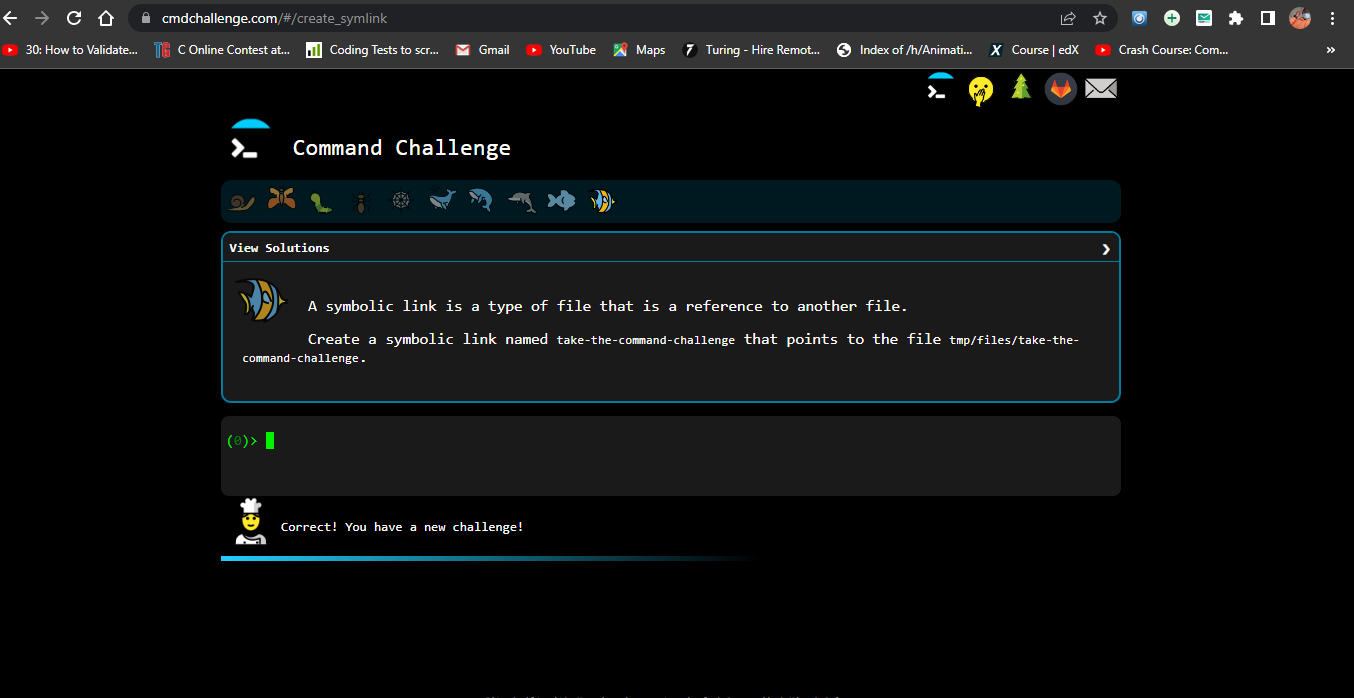 cmdchallenge.com/#/create_symlink
30: How to Validate... C Online Contest at... Coding Tests to scr... Gmail YouTube Maps Turing - Hire Remot... Index of /h/Animati... Course | edX Crash Course: Com... »
Command Challenge
View Solutions
A symbolic link is a type of file that is a reference to another file.
Create a symbolic link named take-the-command-challenge that points to the file tmp/files/take-the-
command-challenge.
(0)>
Correct! You have a new challenge!